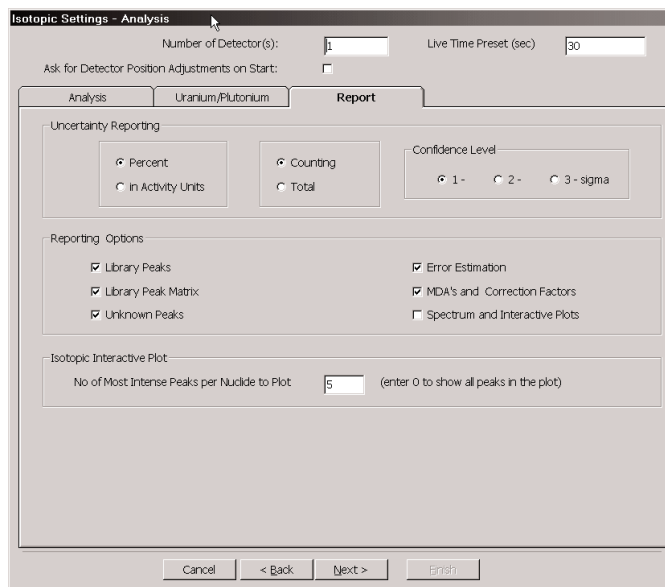 Isotopic Settings - Analysis
Number of Detector(s): 1 Live Time Preset (sec) 30
Ask for Detector Position Adjustments on Start:
Analysis Uranium/Plutonium Report
Uncertainty Reporting
Confidence Level
Percent Counting
1 - 2 - 3 - sigma
in Activity Units Total
Reporting Options
Library Peaks Error Estimation
Library Peak Matrix MDA's and Correction Factors
Unknown Peaks Spectrum and Interactive Plots
Isotopic Interactive Plot
No of Most Intense Peaks per Nuclide to Plot 5 (enter 0 to show all peaks in the plot)
Cancel < Back Next > Finish